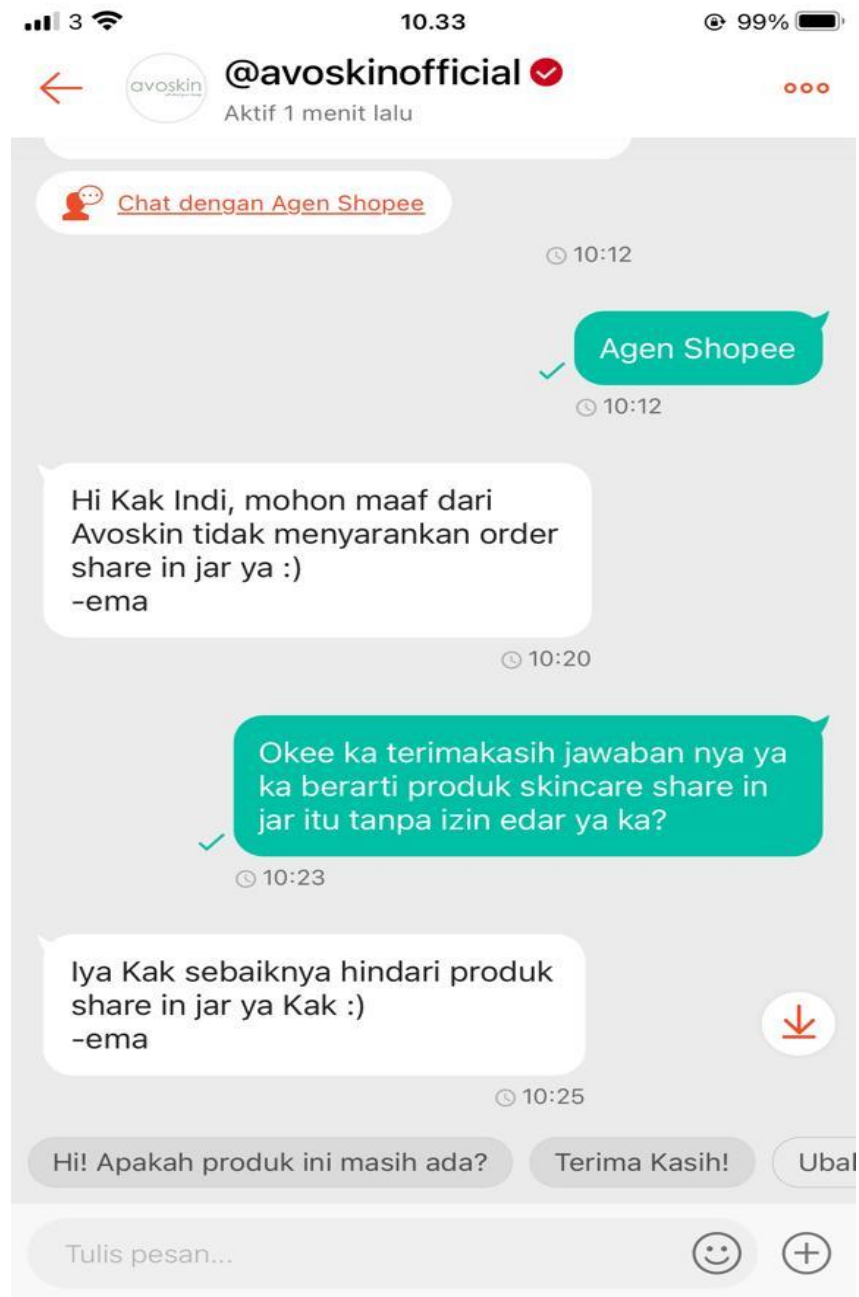 3
10.33
99%
avoskin
@avoskinofficial
Aktif 1 menit lalu
Chat dengan Agen Shopee
10:12
Agen Shopee
10:12
Hi Kak Indi, mohon maaf dari
Avoskin tidak menyarankan order
share in jar ya :)
-ema
10:20
Okee ka terimakasih jawaban nya ya
ka berarti produk skincare share in
jar itu tanpa izin edar ya ka?
10:23
Iya Kak sebaiknya hindari produk
share in jar ya Kak :)
-ema
10:25
Hi! Apakah produk ini masih ada?
Terima Kasih!
Tulis pesan...